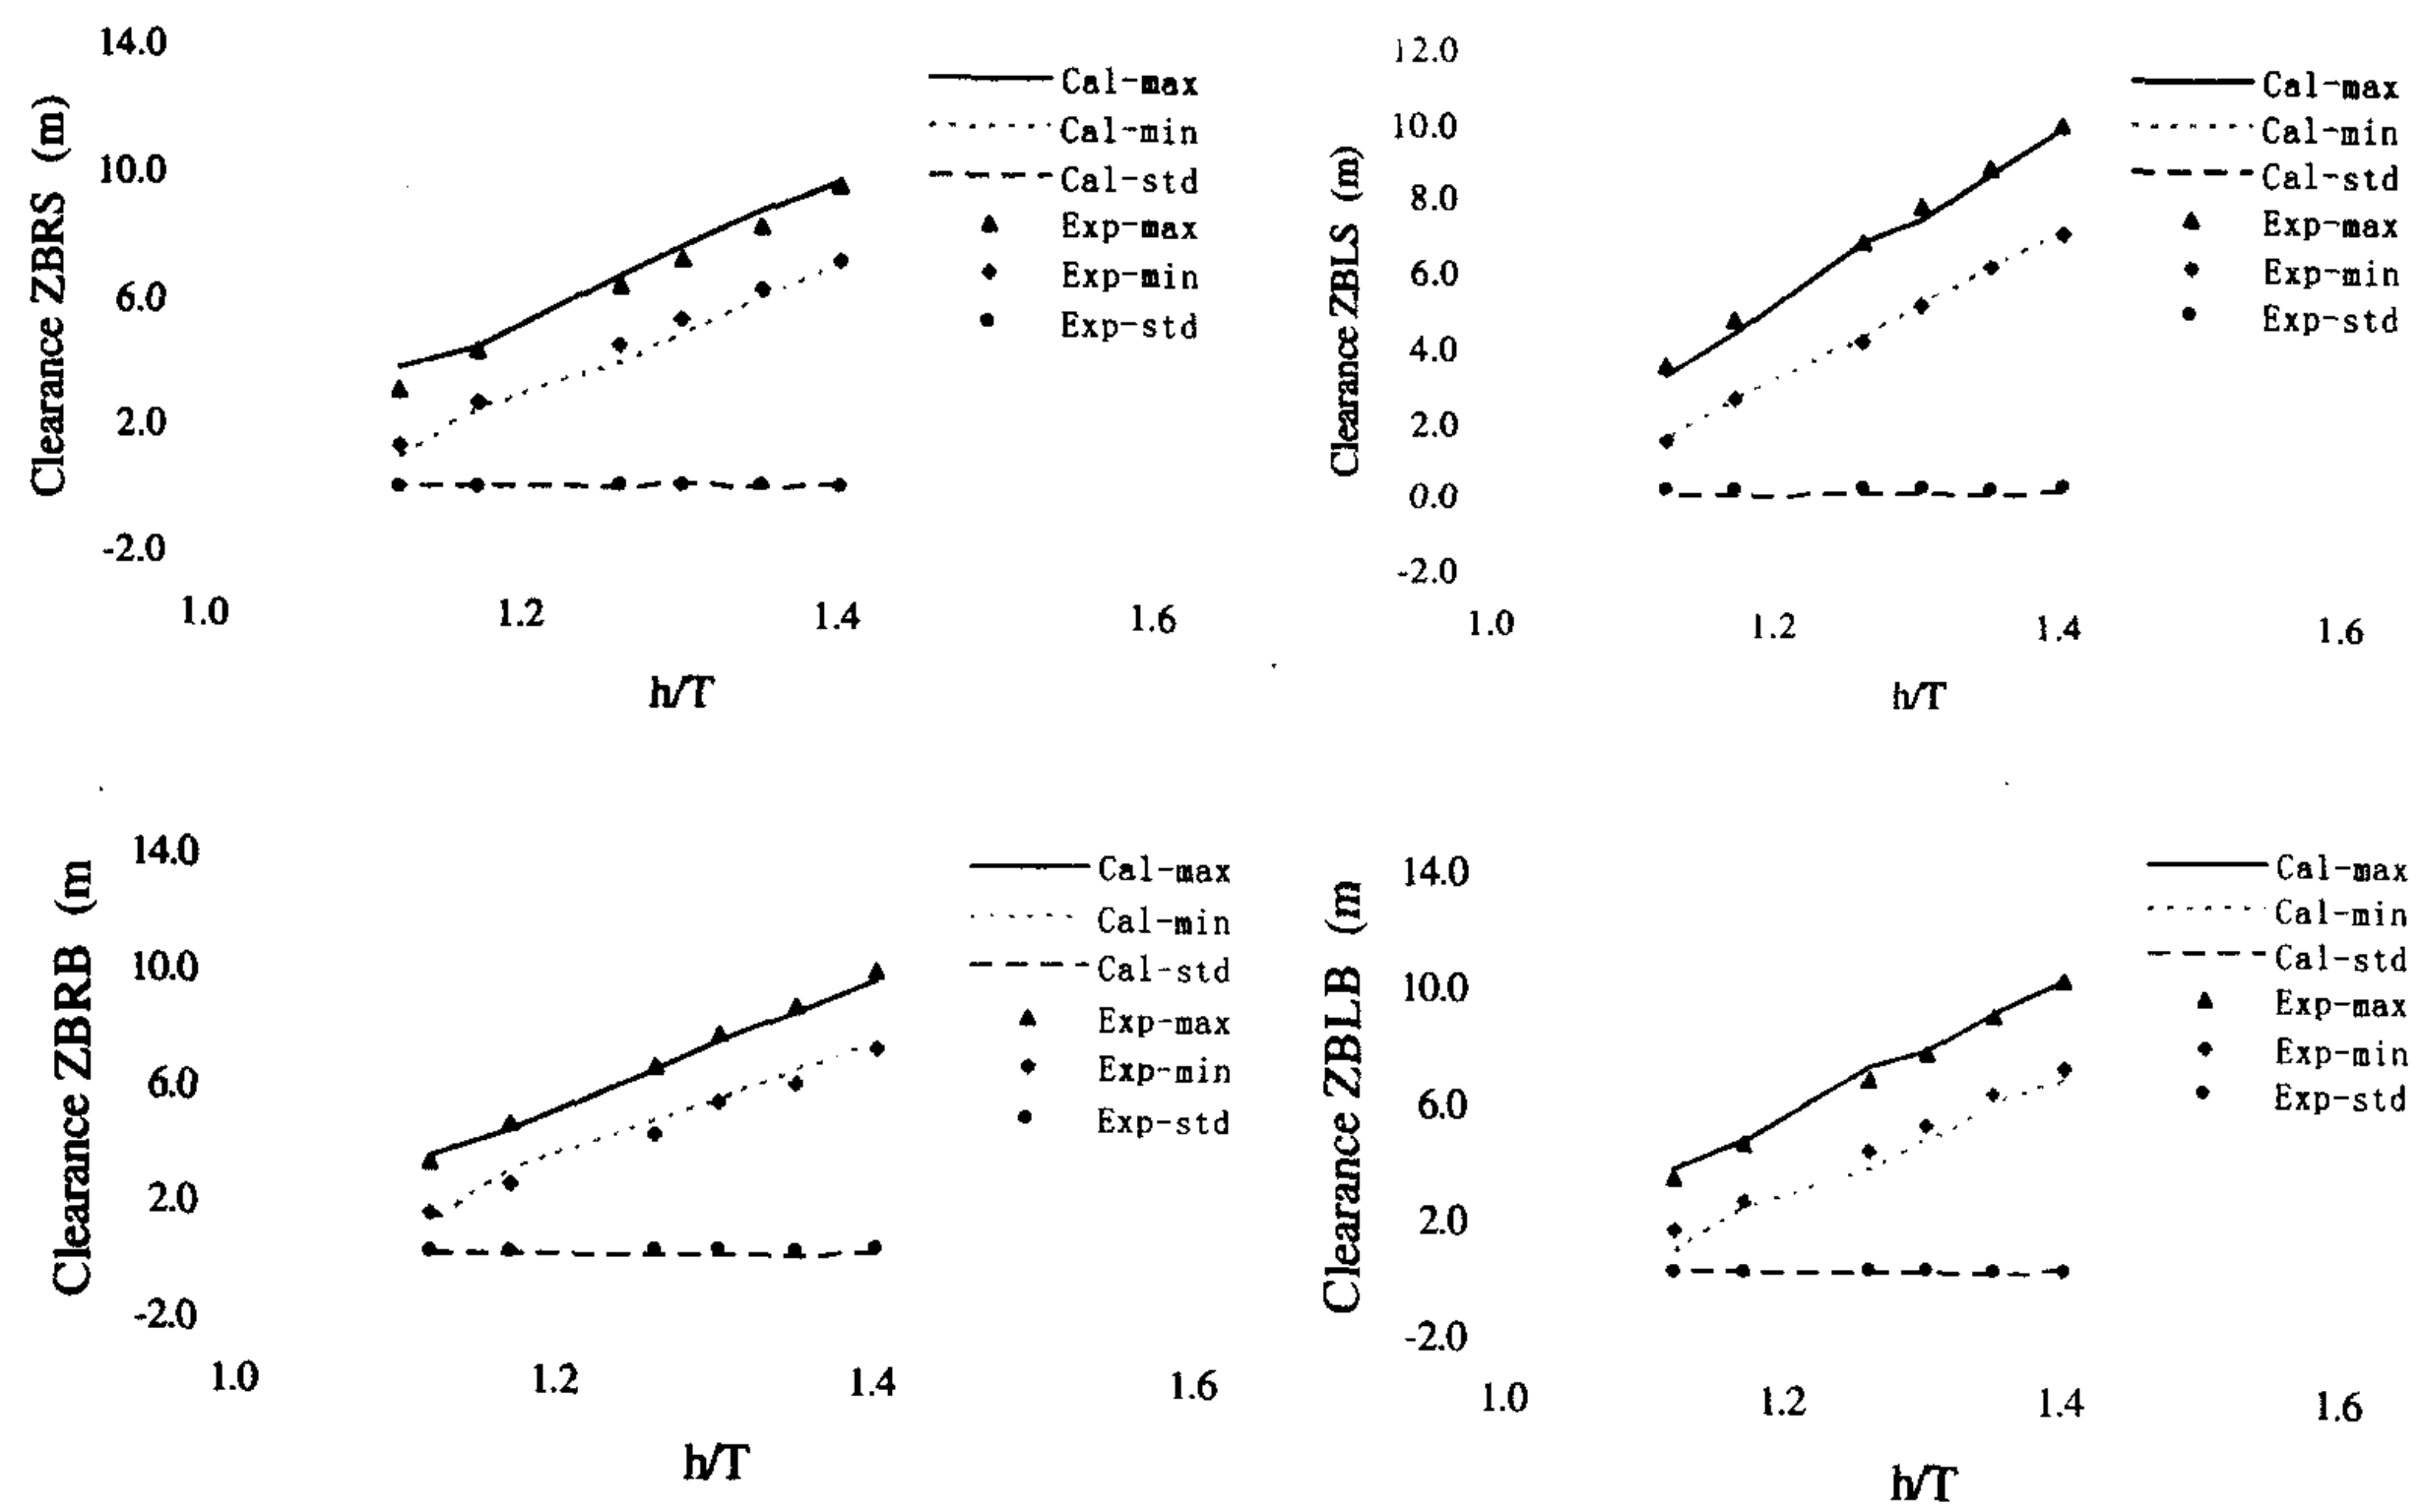 14.0
10.0
6.0
2.0
-2.0
Clearance ZBRS (m)
1.0 1.2 1.4 1.6
h/T
Cal-max
Cal-min
Cal-std
Exp-max
Exp-min
Exp-std
12.0
10.0
8.0
6.0
4.0
2.0
0.0
-2.0
Clearance ZBLS (m)
1.0 1.2 1.4 1.6
h/T
Cal-max
Cal-min
Cal-std
Exp-max
Exp-min
Exp-std
14.0
10.0
6.0
2.0
-2.0
Clearance ZBRB (m
1.0 1.2 1.4 1.6
h/T
Cal-max
Cal-min
Cal-std
Exp-max
Exp-min
Exp-std
14.0
10.0
6.0
2.0
-2.0
Clearance ZBLB (m
1.0 1.2 1.4 1.6
h/T
Cal-max
Cal-min
Cal-std
Exp-max
Exp-min
Exp-std